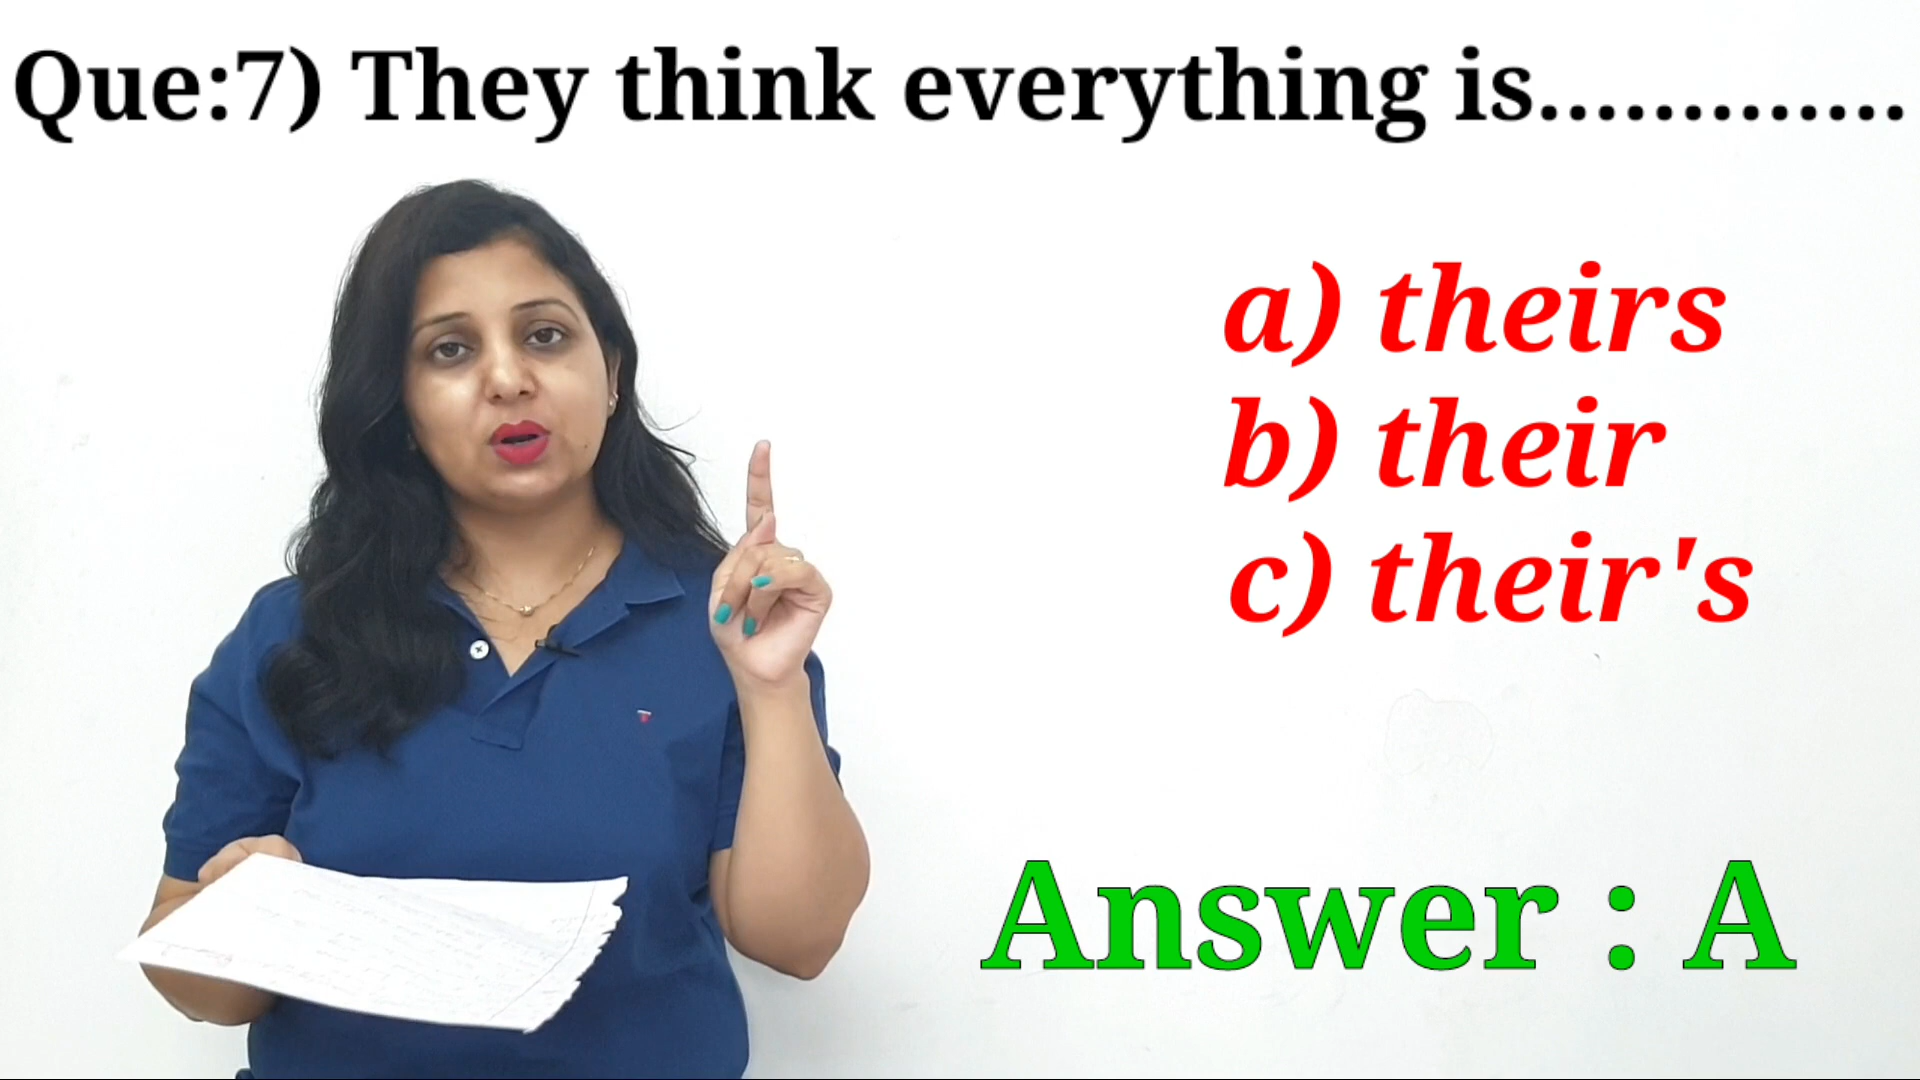 Que:7) They think everything is.............
a) theirs
b) their
c) their's
Answer : A